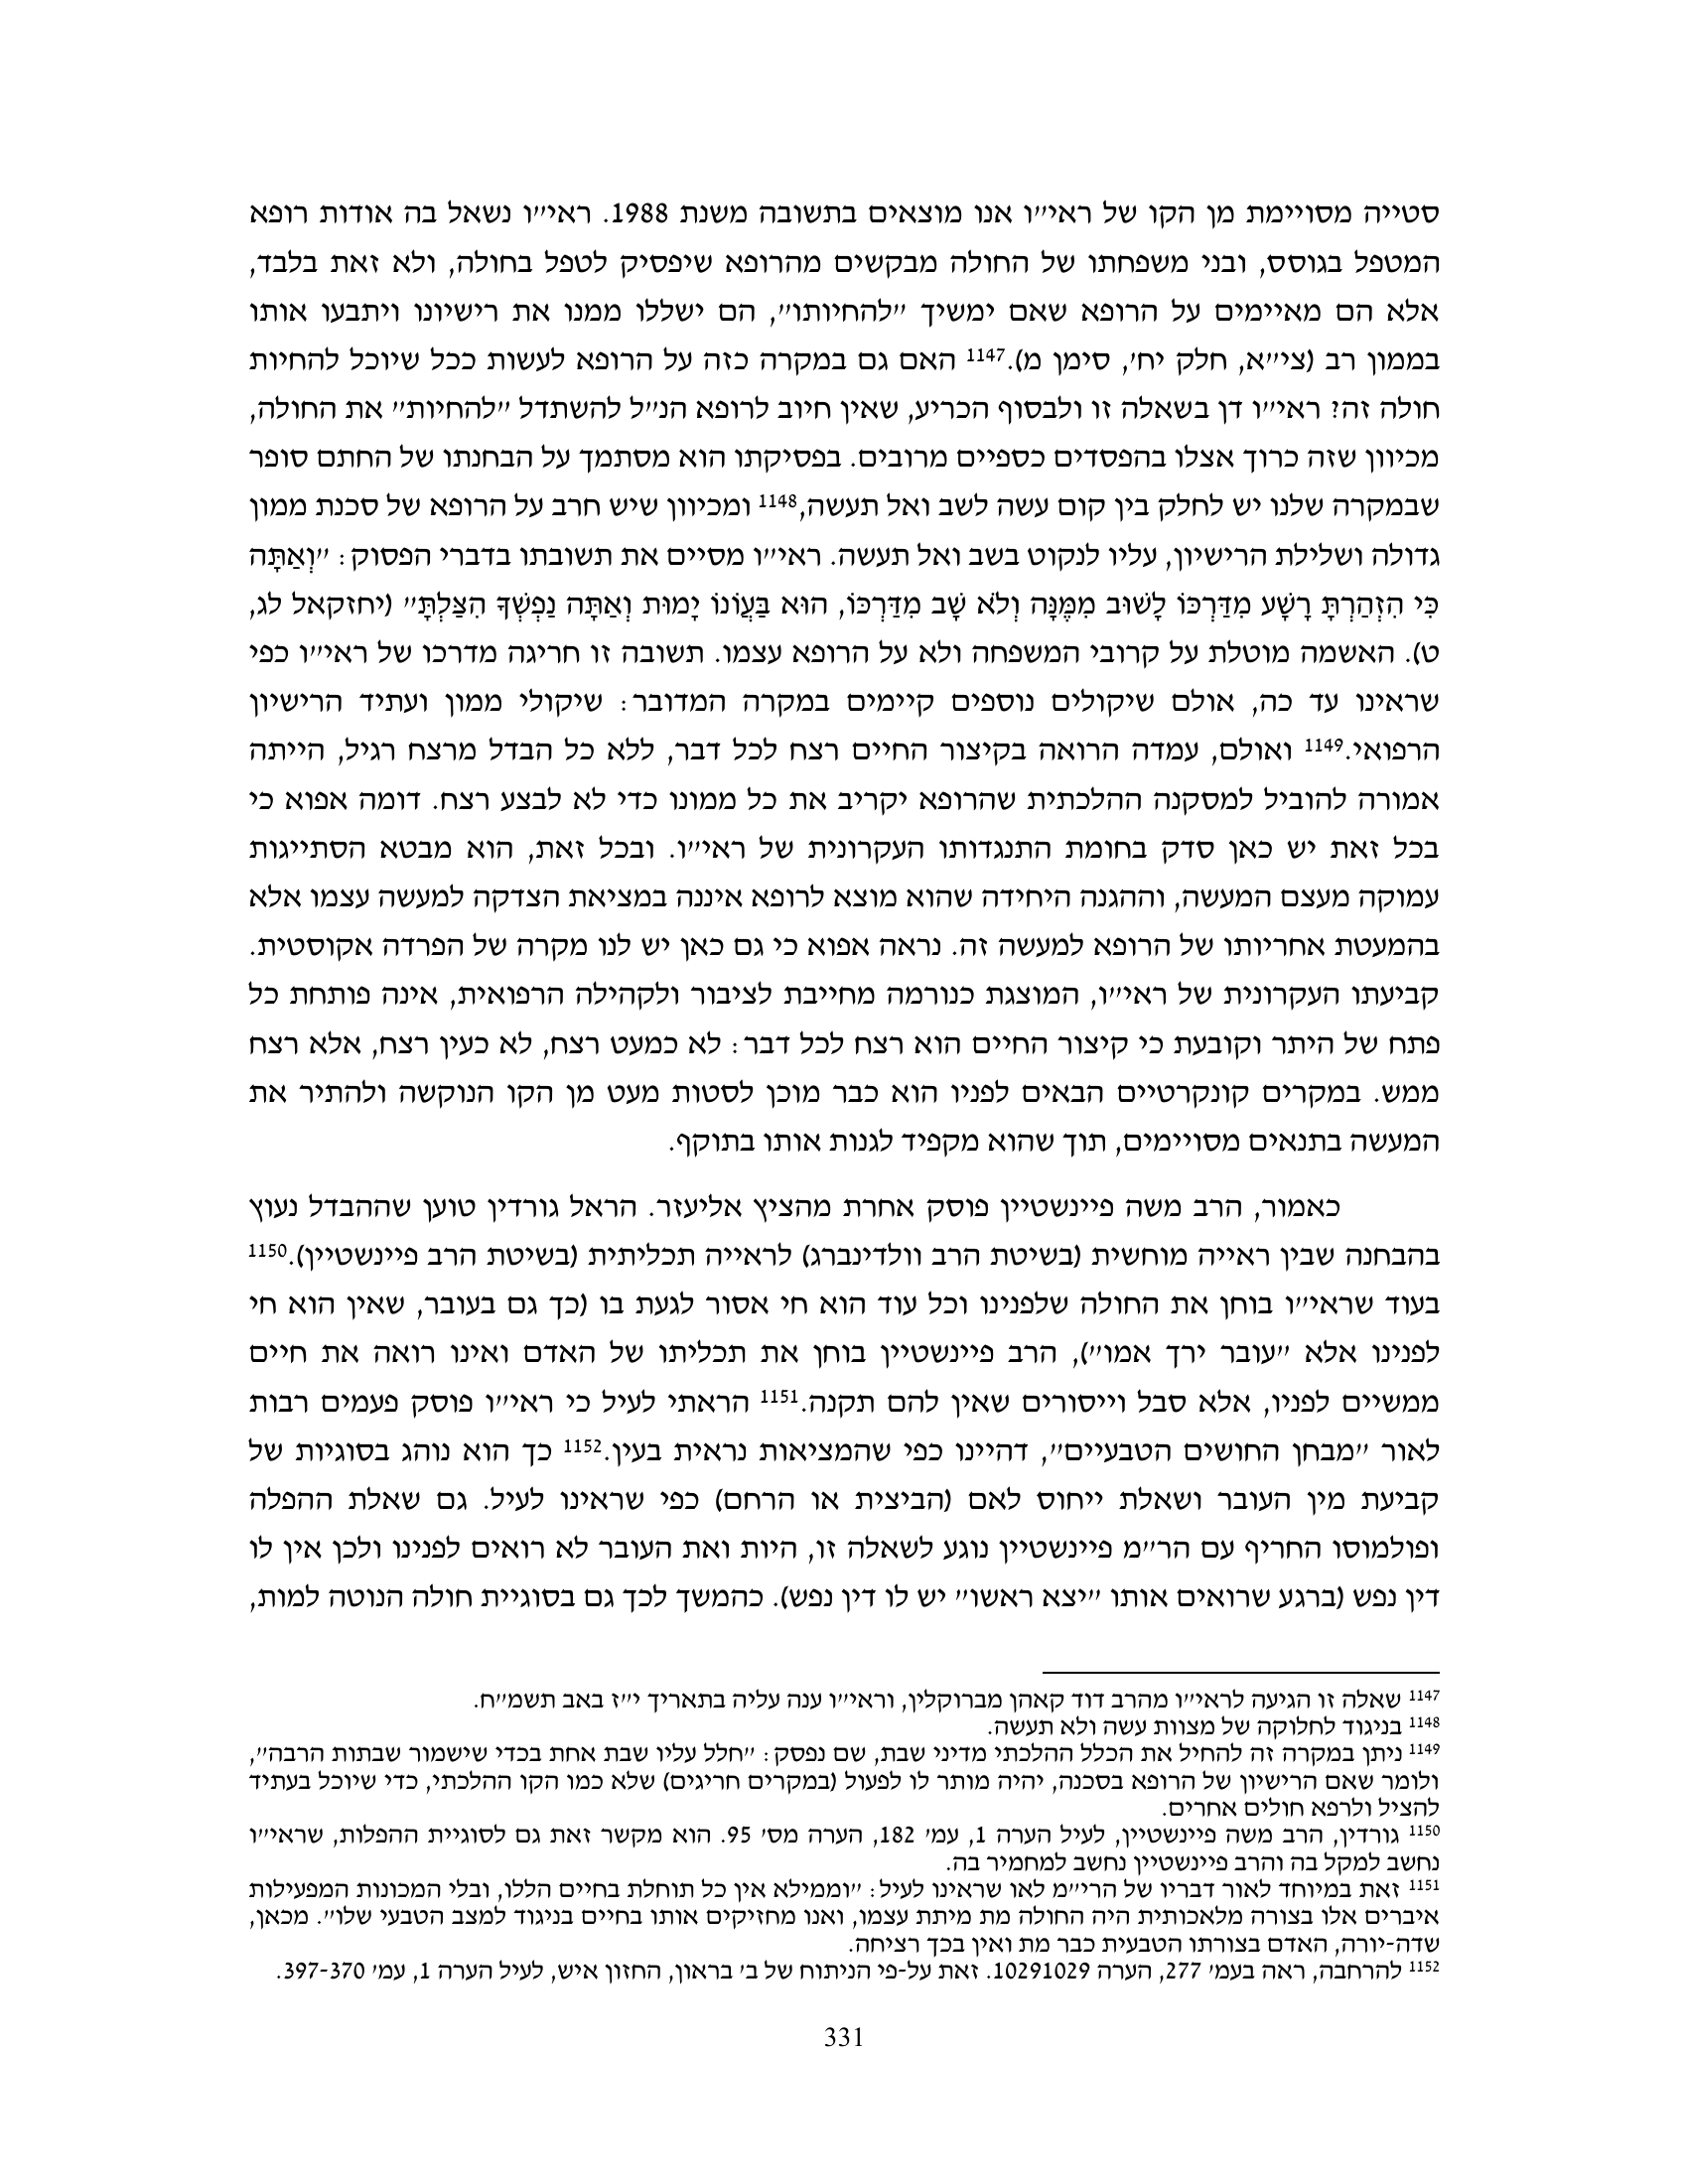 סטייה מסויימת מן הקו של ראי״ו אנו מוצאים בתשובה משנת 1988. ראי״ו נשאל בה אודות רופא
המטפל בגוסס, ובני משפחתו של החולה מבקשים מהרופא שיפסיק לטפל בחולה, ולא זאת בלבד,
אלא הם מאיימים על הרופא שאם ימשיך ״להחיותו״, הם ישללו ממנו את רישיונו ויתבעו אותו
בממון רב (צי״א, חלק יח׳, סימן מ).1147 האם גם במקרה כזה על הרופא לעשות ככל שיוכל להחיות
חולה זה? ראי״ו דן בשאלה זו ולבסוף הכריע, שאין חיוב לרופא הנ״ל להשתדל ״להחיות״ את החולה,
מכיוון שזה כרוך אצלו בהפסדים כספיים מרובים. בפסיקתו הוא מסתמך על הבחנתו של החתם סופר
שבמקרה שלנו יש לחלק בין קום עשה לשב ואל תעשה,1148 ומכיוון שיש חרב על הרופא של סכנת ממון
גדולה ושלילת הרישיון, עליו לנקוט בשב ואל תעשה. ראי״ו מסיים את תשובתו בדברי הפסוק: ״וְאַתָּה
כִּי הִזְהַרְתָּ רָשָׁע מִדַּרְכּוֹ לָשׁוּב מִמֶּנָּה וְלֹא שָׁב מִדַּרְכּוֹ, הוּא בַּעֲוֺנוֹ יָמוּת וְאַתָּה נַפְשְׁךָ הִצַּלְתָּ״ (יחזקאל לג,
ט). האשמה מוטלת על קרובי המשפחה ולא על הרופא עצמו. תשובה זו חריגה מדרכו של ראי״ו כפי
שראינו עד כה, אולם שיקולים נוספים קיימים במקרה המדובר: שיקולי ממון ועתיד הרישיון
הרפואי.1149 ואולם, עמדה הרואה בקיצור החיים רצח לכל דבר, ללא כל הבדל מרצח רגיל, הייתה
אמורה להוביל למסקנה ההלכתית שהרופא יקריב את כל ממונו כדי לא לבצע רצח. דומה אפוא כי
בכל זאת יש כאן סדק בחומת התנגדותו העקרונית של ראי״ו. ובכל זאת, הוא מבטא הסתייגות
עמוקה מעצם המעשה, וההגנה היחידה שהוא מוצא לרופא איננה במציאת הצדקה למעשה עצמו אלא
בהמעטת אחריותו של הרופא למעשה זה. נראה אפוא כי גם כאן יש לנו מקרה של הפרדה אקוסטית.
קביעתו העקרונית של ראי״ו, המוצגת כנורמה מחייבת לציבור ולקהילה הרפואית, אינה פותחת כל
פתח של היתר וקובעת כי קיצור החיים הוא רצח לכל דבר: לא כמעט רצח, לא כעין רצח, אלא רצח
ממש. במקרים קונקרטיים הבאים לפניו הוא כבר מוכן לסטות מעט מן הקו הנוקשה ולהתיר את
המעשה בתנאים מסויימים, תוך שהוא מקפיד לגנות אותו בתוקף.
כאמור, הרב משה פיינשטיין פוסק אחרת מהציץ אליעזר. הראל גורדין טוען שההבדל נעוץ
בהבחנה שבין ראייה מוחשית (בשיטת הרב וולדינברג) לראייה תכליתית (בשיטת הרב פיינשטיין).1150
בעוד שראי״ו בוחן את החולה שלפנינו וכל עוד הוא חי אסור לגעת בו (כך גם בעובר, שאין הוא חי
לפנינו אלא ״עובר ירך אמו״), הרב פיינשטיין בוחן את תכליתו של האדם ואינו רואה את חיים
ממשיים לפניו, אלא סבל וייסורים שאין להם תקנה.1151 הראתי לעיל כי ראי״ו פוסק פעמים רבות
לאור ״מבחן החושים הטבעיים״, דהיינו כפי שהמציאות נראית בעין.1152 כך הוא נוהג בסוגיות של
קביעת מין העובר ושאלת ייחוס לאם (הביצית או הרחם) כפי שראינו לעיל. גם שאלת ההפלה
ופולמוסו החריף עם הר״מ פיינשטיין נוגע לשאלה זו, היות ואת העובר לא רואים לפנינו ולכן אין לו
דין נפש (ברגע שרואים אותו ״יצא ראשו״ יש לו דין נפש). כהמשך לכך גם בסוגיית חולה הנוטה למות,
1147 שאלה זו הגיעה לראי״ו מהרב דוד קאהן מברוקלין, וראי״ו ענה עליה בתאריך י״ז באב תשמ״ח.
1148 בניגוד לחלוקה של מצוות עשה ולא תעשה.
1149 ניתן במקרה זה להחיל את הכלל ההלכתי מדיני שבת, שם נפסק: ״חלל עליו שבת אחת בכדי שישמור שבתות הרבה״,
ולומר שאם הרישיון של הרופא בסכנה, יהיה מותר לו לפעול (במקרים חריגים) שלא כמו הקו ההלכתי, כדי שיוכל בעתיד
להציל ולרפא חולים אחרים.
1150 גורדין, הרב משה פיינשטיין, לעיל הערה 1, עמ׳ 182, הערה מס׳ 95. הוא מקשר זאת גם לסוגיית ההפלות, שראי״ו
נחשב למקל בה והרב פיינשטיין נחשב למחמיר בה.
1151 זאת במיוחד לאור דבריו של הרי״מ לאו שראינו לעיל: ״וממילא אין כל תוחלת בחיים הללו, ובלי המכונות המפעילות
איברים אלו בצורה מלאכותית היה החולה מת מיתת עצמו, ואנו מחזיקים אותו בחיים בניגוד למצב הטבעי שלו״. מכאן,
שדה-יורה, האדם בצורתו הטבעית כבר מת ואין בכך רציחה.
1152 להרחבה, ראה בעמ׳ 277, הערה 10291029. זאת על-פי הניתוח של ב׳ בראון, החזון איש, לעיל הערה 1, עמ׳ 397-370.
331